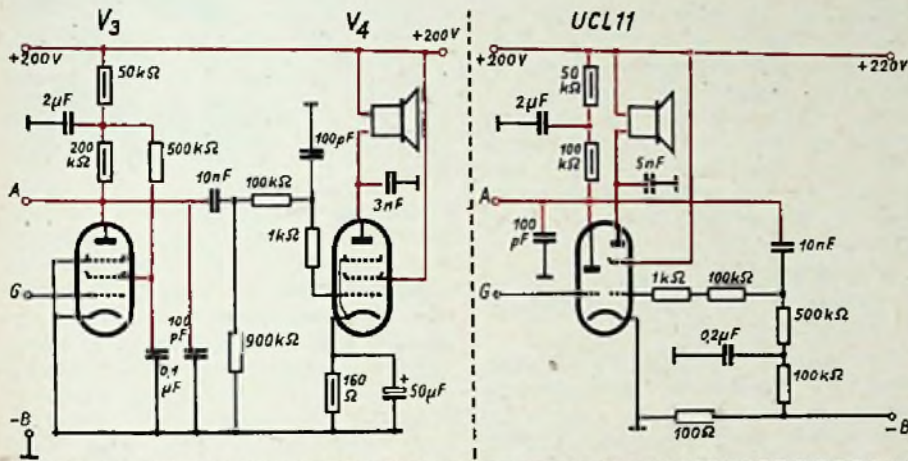 V3
V4
UCL11
+200V
+200V
50kΩ
2µF
200 kΩ
500kΩ
100pF
A
10nF
100kΩ
3nF
1kΩ
G
100 pF
0,1 µF
900kΩ
160 Ω
+
50µF
-B
+200V
+220V
50 kΩ
2µF
100 kΩ
5nF
A
100 pF
10nF
G
1kΩ
100kΩ
500kΩ
0,2µF
100kΩ
100Ω
-B